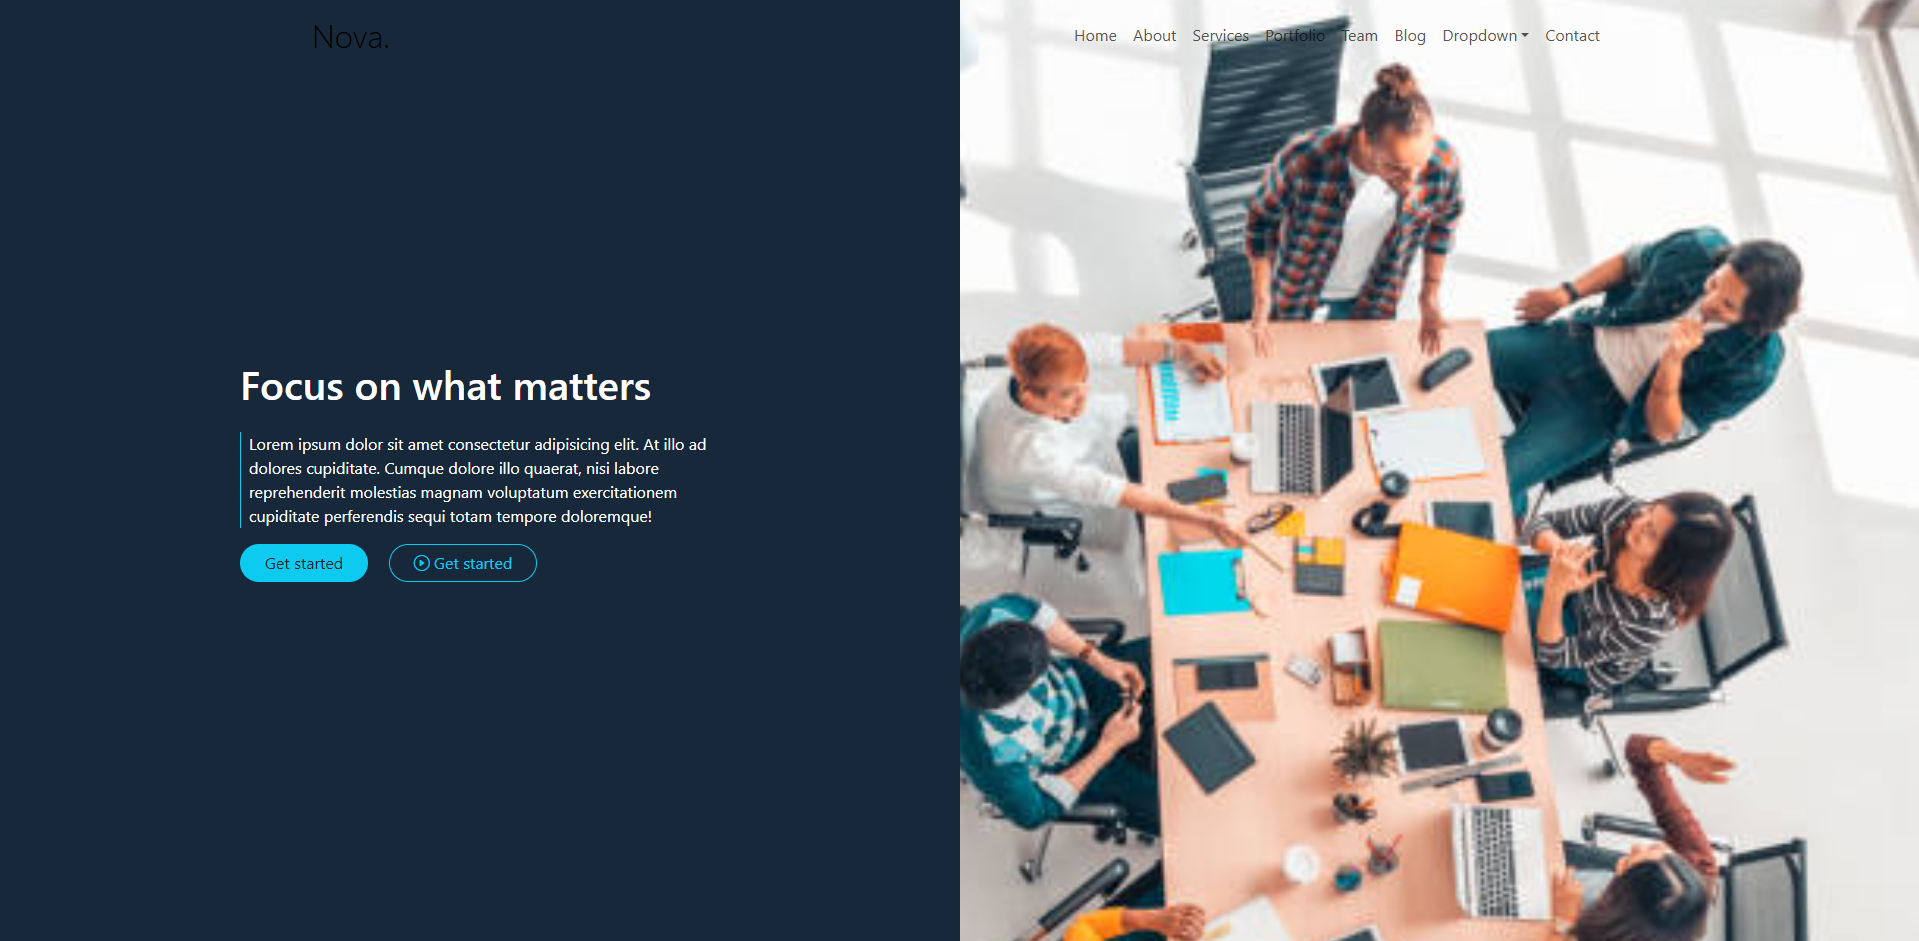 Nova.
Home About Services Portfolio Team Blog Dropdown Contact
Focus on what matters
Lorem ipsum dolor sit amet consectetur adipisicing elit. At illo ad
dolores cupiditate. Cumque dolore illo quaerat, nisi labore
reprehenderit molestias magnam voluptatum exercitationem
cupiditate perferendis sequi totam tempore doloremque!
Get started Get started